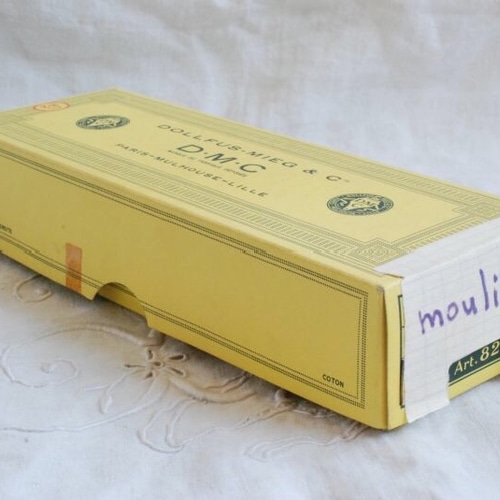 DOLLFUS-MIEG & Cie
D·M·C
PARIS-MULHOUSE-LILLE
COTON
mouli
Art. 82